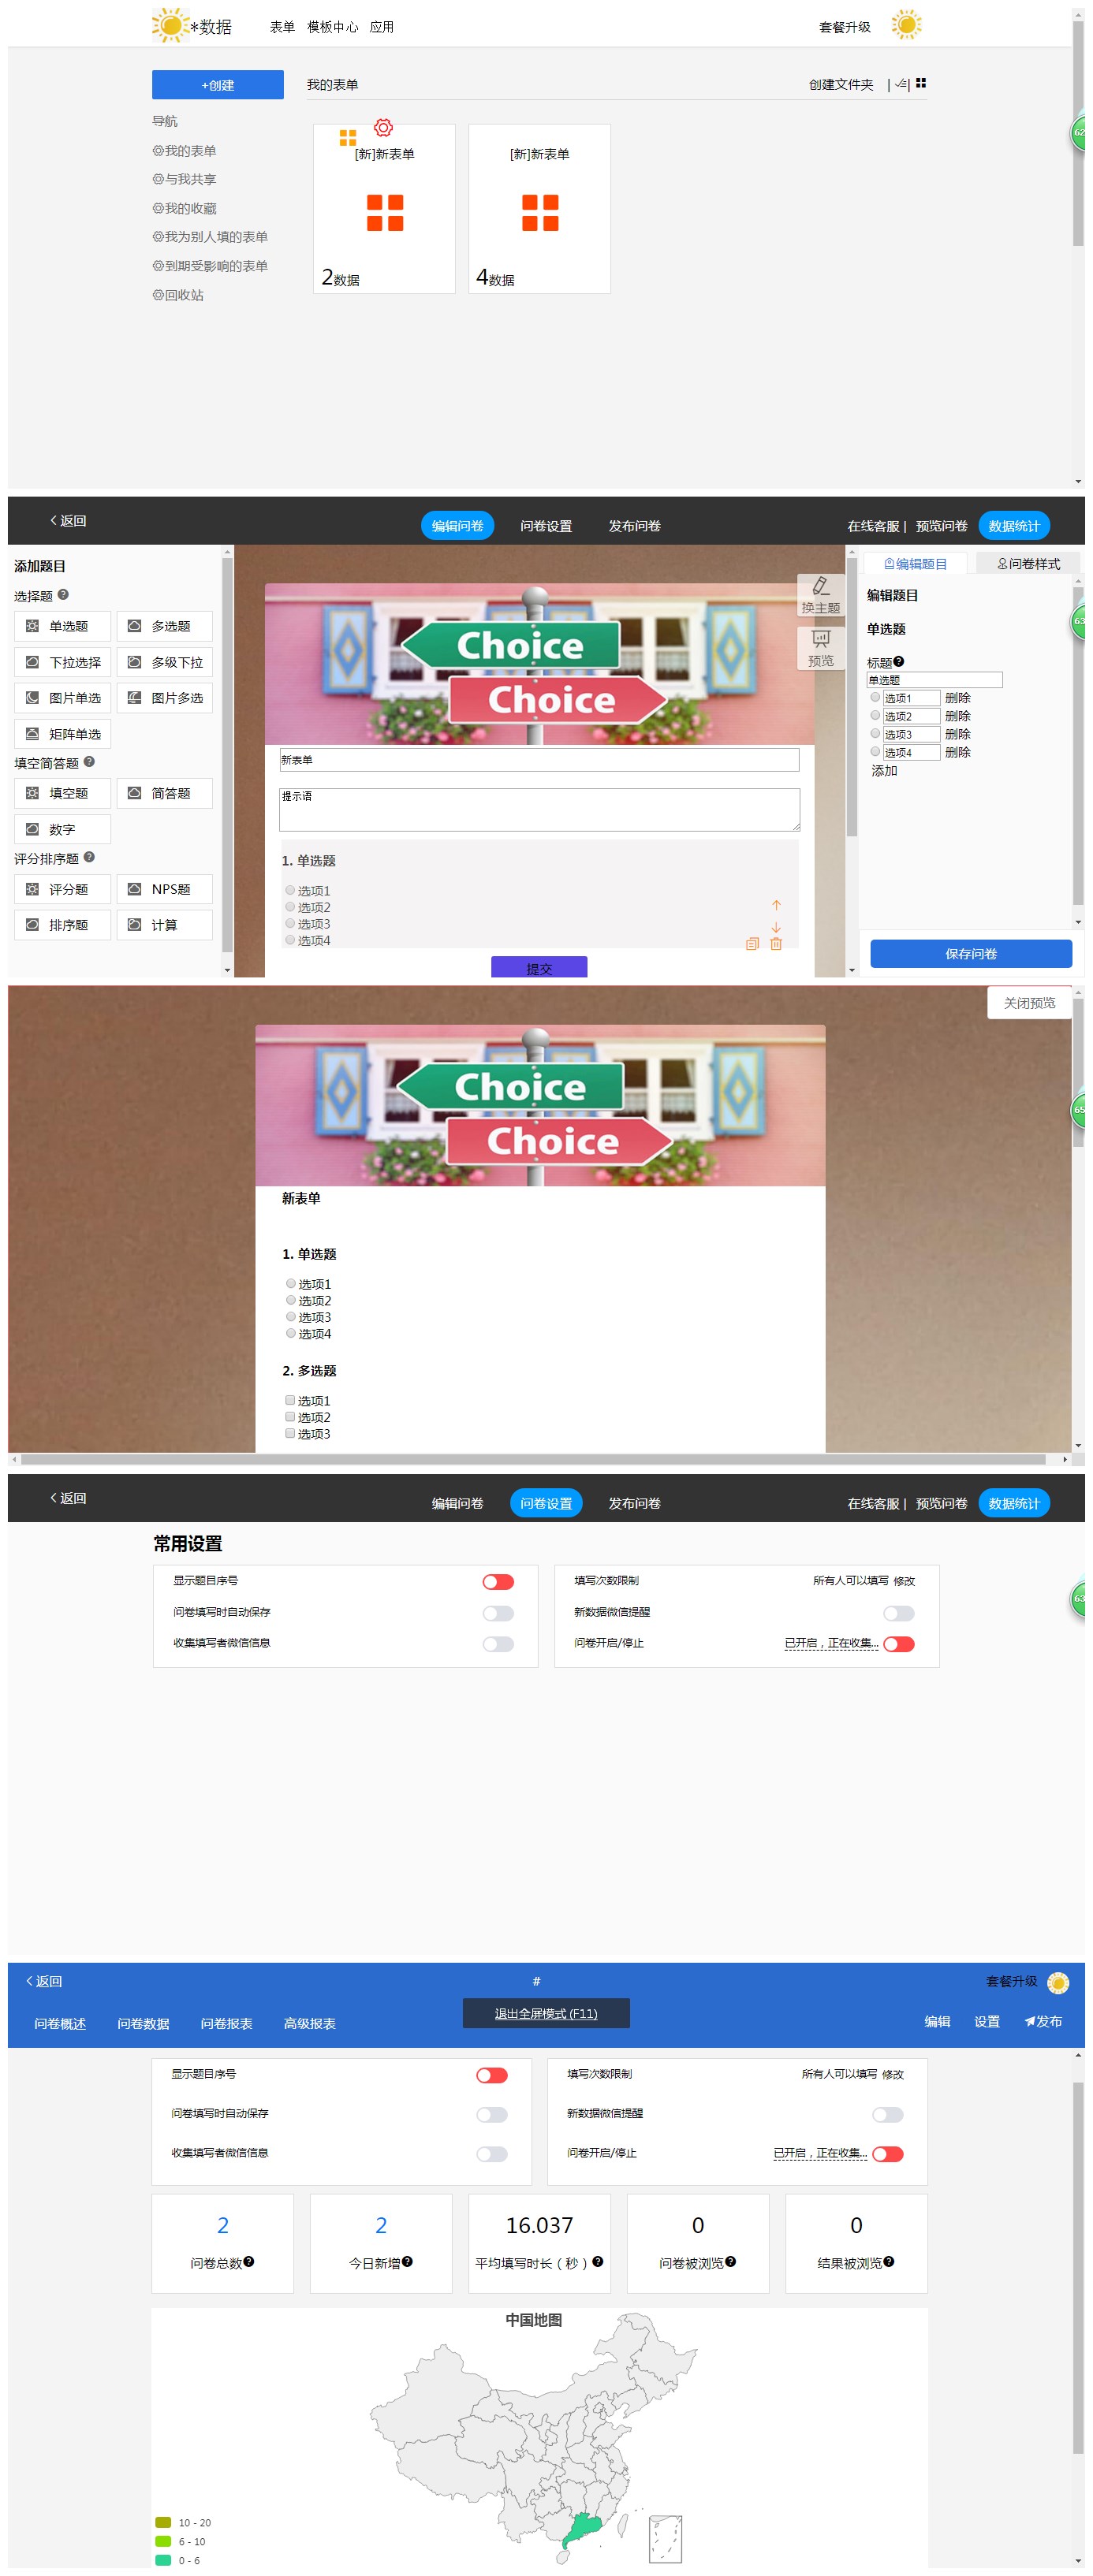 *数据 表单 模板中心 应用 套餐升级
+创建 我的表单 创建文件夹
导航
我的表单
与我共享
我的收藏
我为别人填的表单
到期受影响的表单
回收站
[新]新表单 [新]新表单
2数据 4数据
62
返回 编辑问卷 问卷设置 发布问卷 在线客服 | 预览问卷 数据统计
添加题目
选择题
单选题 多选题
下拉选择 多级下拉
图片单选 图片多选
矩阵单选
填空简答题
填空题 简答题
数字
评分排序题
评分题 NPS题
排序题 计算
Choice
Choice
换主题
预览
新表单
提示语
1. 单选题
选项1
选项2
选项3
选项4
提交
编辑题目 问卷样式
编辑题目
单选题
标题
单选题
选项1 删除
选项2 删除
选项3 删除
选项4 删除
添加
保存问卷
63
关闭预览
Choice
Choice
新表单
1. 单选题
选项1
选项2
选项3
选项4
2. 多选题
选项1
选项2
选项3
65
返回 编辑问卷 问卷设置 发布问卷 在线客服 | 预览问卷 数据统计
常用设置
显示题目序号 填写次数限制 所有人可以填写 修改
问卷填写时自动保存 新数据微信提醒
收集填写者微信信息 问卷开启/停止 已开启，正在收集...
63
返回 # 套餐升级
退出全屏模式 (F11)
问卷概述 问卷数据 问卷报表 高级报表 编辑 设置 发布
显示题目序号 填写次数限制 所有人可以填写 修改
问卷填写时自动保存 新数据微信提醒
收集填写者微信信息 问卷开启/停止 已开启，正在收集...
2 2 16.037 0 0
问卷总数 今日新增 平均填写时长（秒） 问卷被浏览 结果被浏览
中国地图
10 - 20
6 - 10
0 - 6